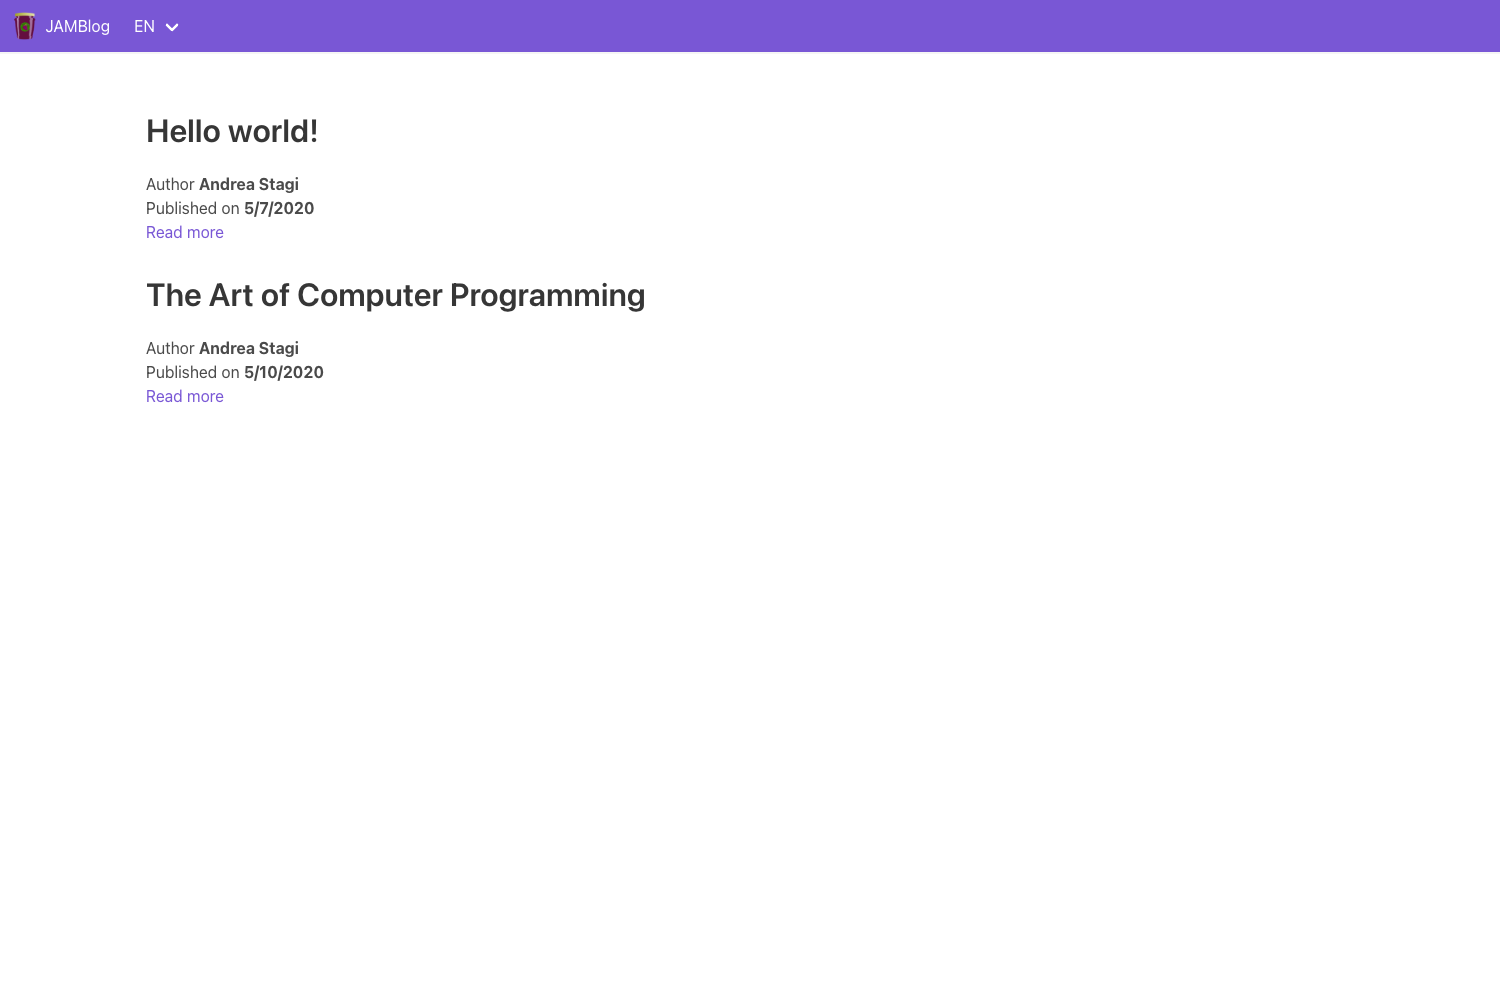 JAMBlog EN
Hello world!
Author Andrea Stagi
Published on 5/7/2020
Read more
The Art of Computer Programming
Author Andrea Stagi
Published on 5/10/2020
Read more